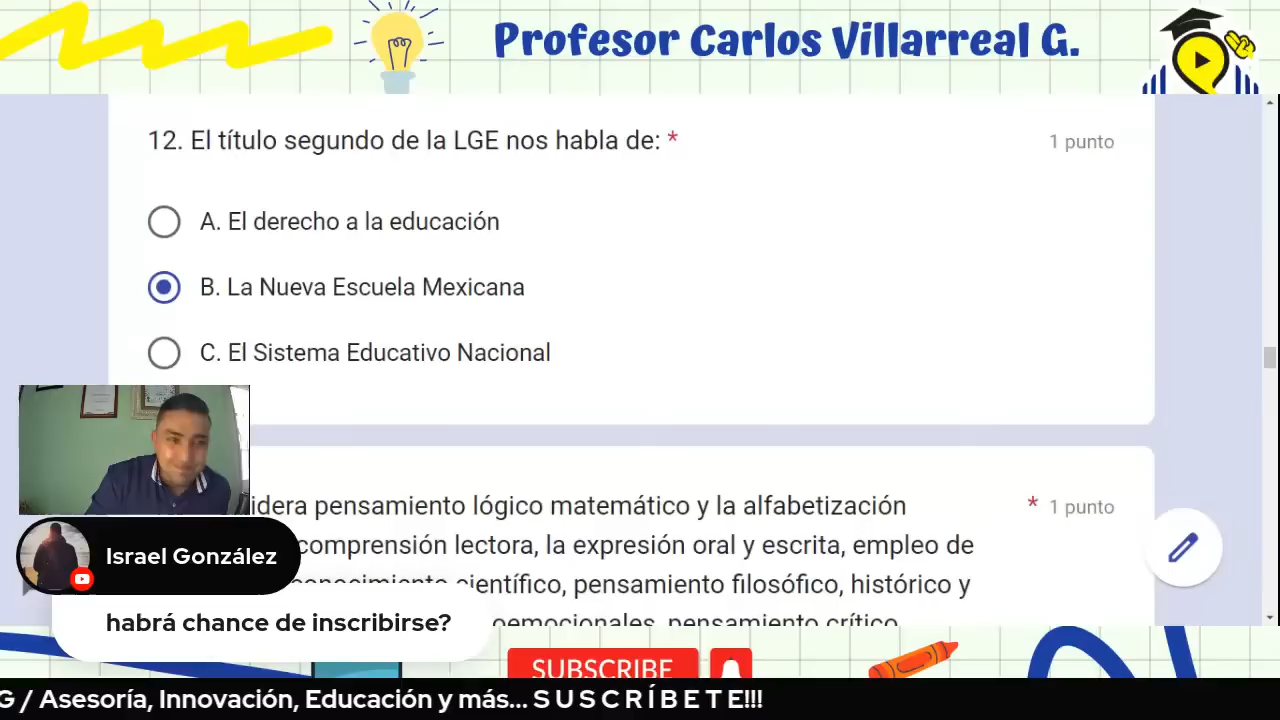 Profesor Carlos Villarreal G.
12. El título segundo de la LGE nos habla de: *
1 punto
A. El derecho a la educación
B. La Nueva Escuela Mexicana
C. El Sistema Educativo Nacional
pensamiento lógico matemático y la alfabetización
* 1 punto
comprensión lectora, la expresión oral y escrita, empleo de
conocimiento científico, pensamiento filosófico, histórico y
pensamiento crítico
Israel González
habrá chance de inscribirse?
SUBSCRIBE
G / Asesoría, Innovación, Educación y más... S U S C R Í B E T E!!!